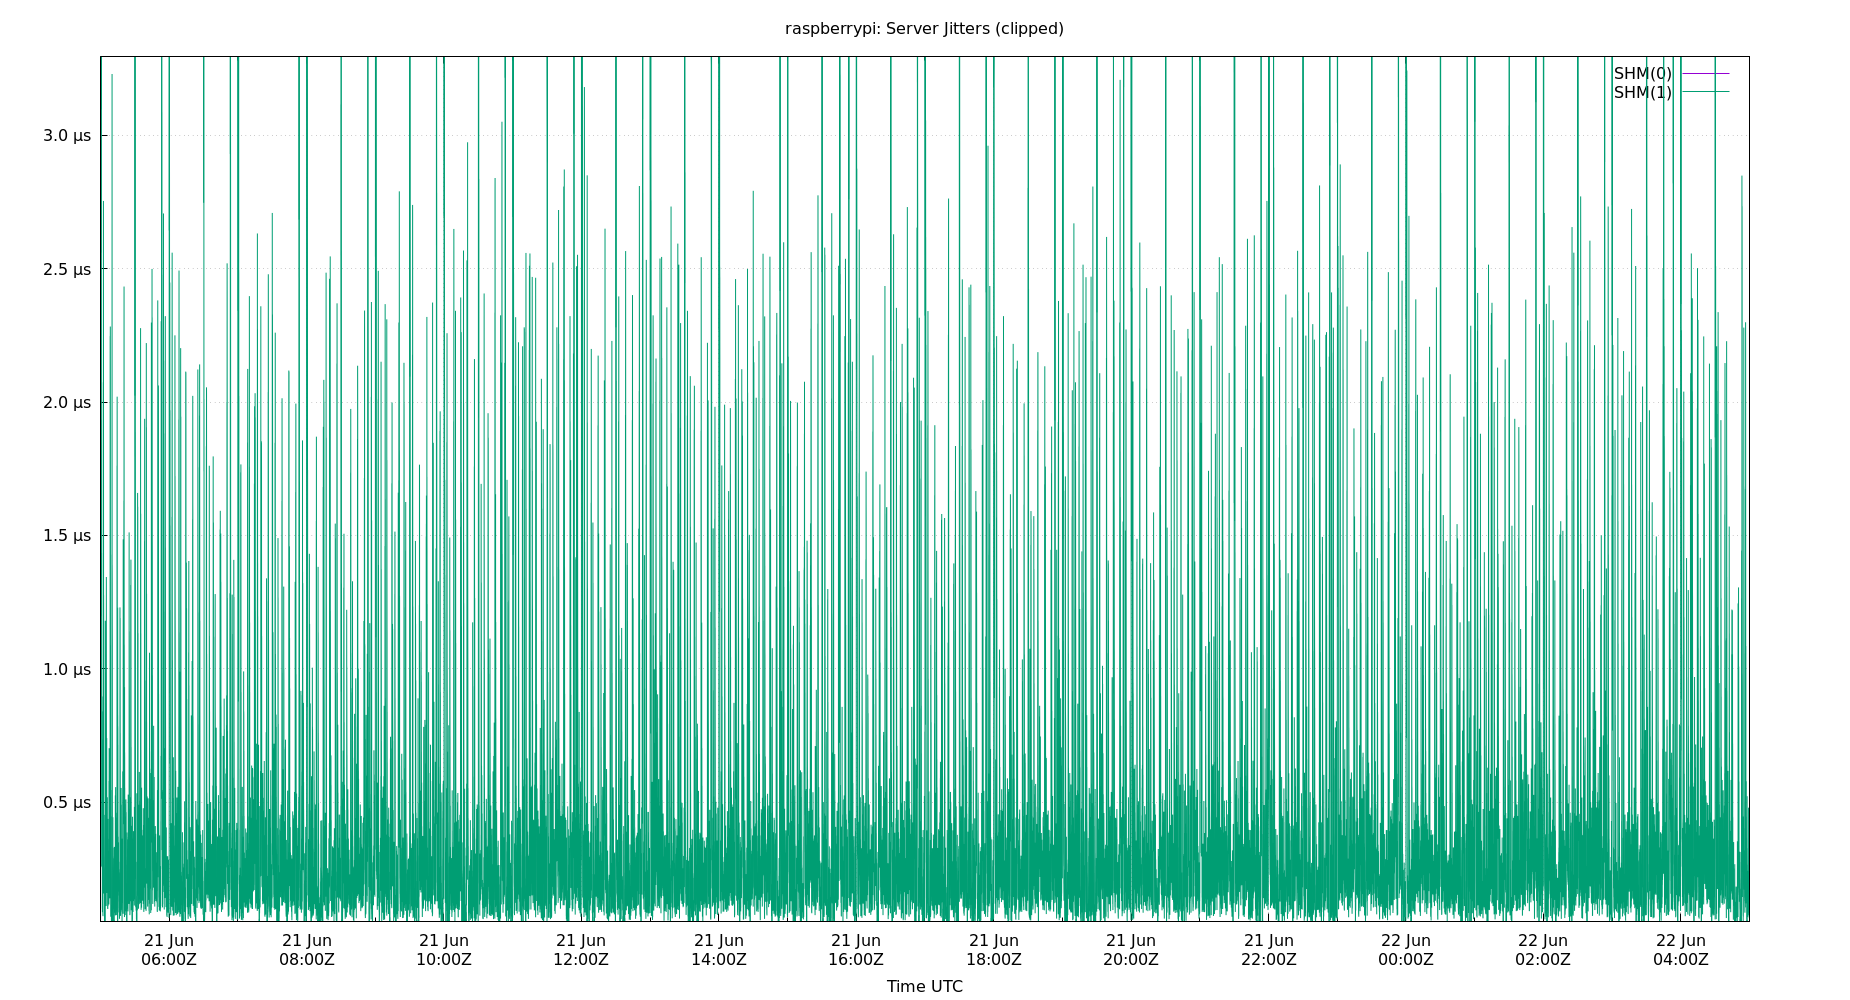 raspberrypi: Server Jitters (clipped)
SHM(0)
SHM(1)
3.0 µs
2.5 µs
2.0 µs
1.5 µs
1.0 µs
0.5 µs
21 Jun 21 Jun 21 Jun 21 Jun 21 Jun 21 Jun 21 Jun 21 Jun 21 Jun 22 Jun 22 Jun 22 Jun
06:00Z 08:00Z 10:00Z 12:00Z 14:00Z 16:00Z 18:00Z 20:00Z 22:00Z 00:00Z 02:00Z 04:00Z
Time UTC